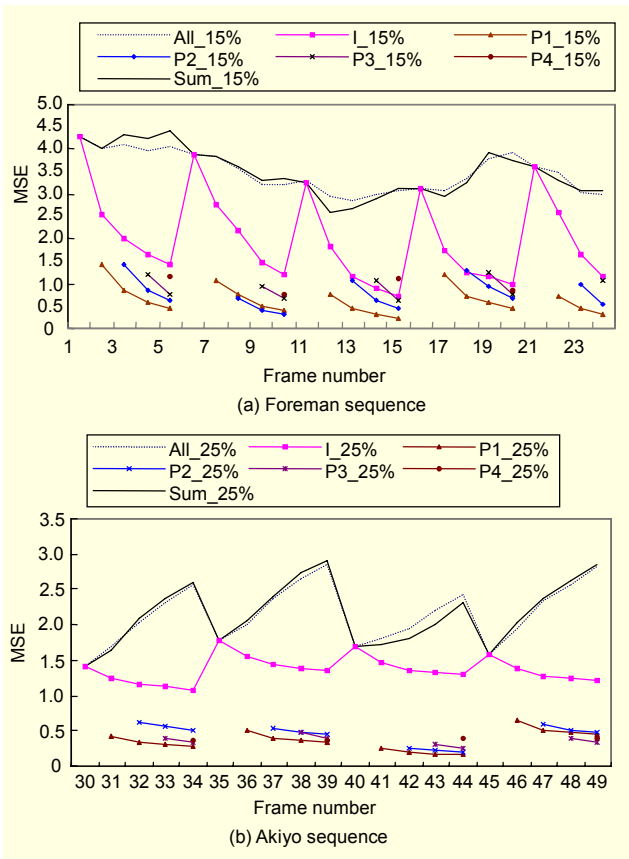 All_15% I_15% P1_15%
P2_15% P3_15% P4_15%
Sum_15%
MSE
5.0
4.5
4.0
3.5
3.0
2.5
2.0
1.5
1.0
0.5
0
1 3 5 7 9 11 13 15 17 19 21 23
Frame number
(a) Foreman sequence
All_25% I_25% P1_25%
P2_25% P3_25% P4_25%
Sum_25%
MSE
3.5
3.0
2.5
2.0
1.5
1.0
0.5
0
30 31 32 33 34 35 36 37 38 39 40 41 42 43 44 45 46 47 48 49
Frame number
(b) Akiyo sequence